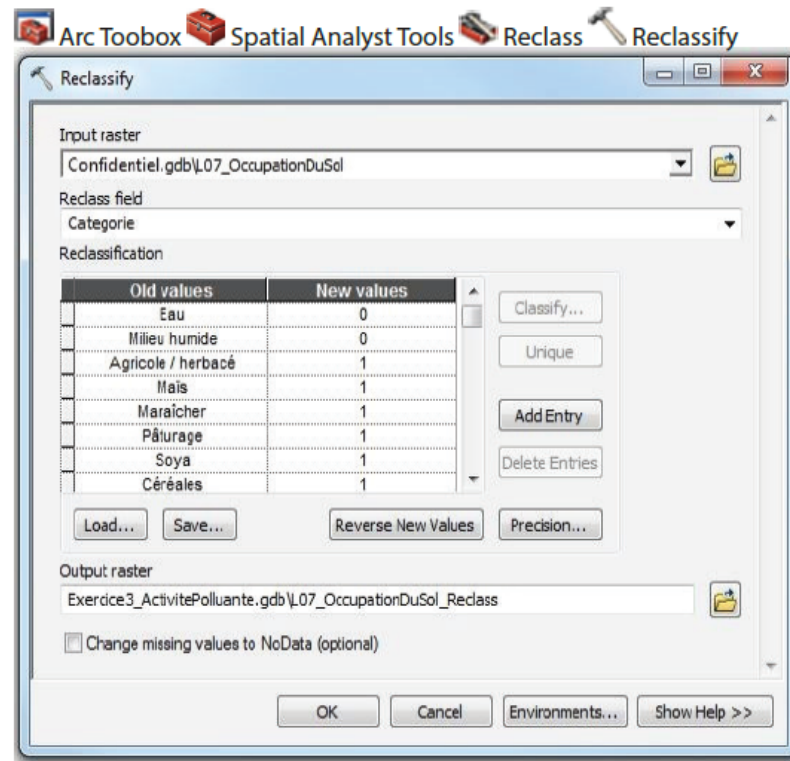 Arc Toobox Spatial Analyst Tools Reclass Reclassify
Reclassify
Input raster
Confidentiel.gdb\L07_OccupationDuSol
Reclass field
Categorie
Reclassification
Old values New values
Eau 0
Milieu humide 0
Agricole / herbacé 1
Maïs 1
Maraîcher 1
Pâturage 1
Soya 1
Céréales 1
Classify...
Unique
Add Entry
Delete Entries
Load... Save... Reverse New Values Precision...
Output raster
Exercice3_ActivitePolluante.gdb\L07_OccupationDuSol_Reclass
Change missing values to NoData (optional)
OK Cancel Environments... Show Help >>